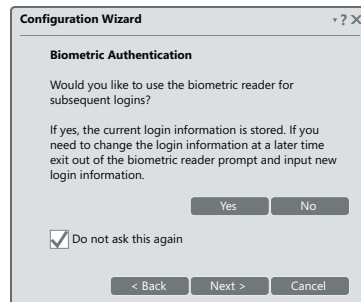 Configuration Wizard ? X
Biometric Authentication
Would you like to use the biometric reader for
subsequent logins?
If yes, the current login information is stored. If you
need to change the login information at a later time
exit out of the biometric reader prompt and input new
login information.
Yes No
Do not ask this again
< Back Next > Cancel